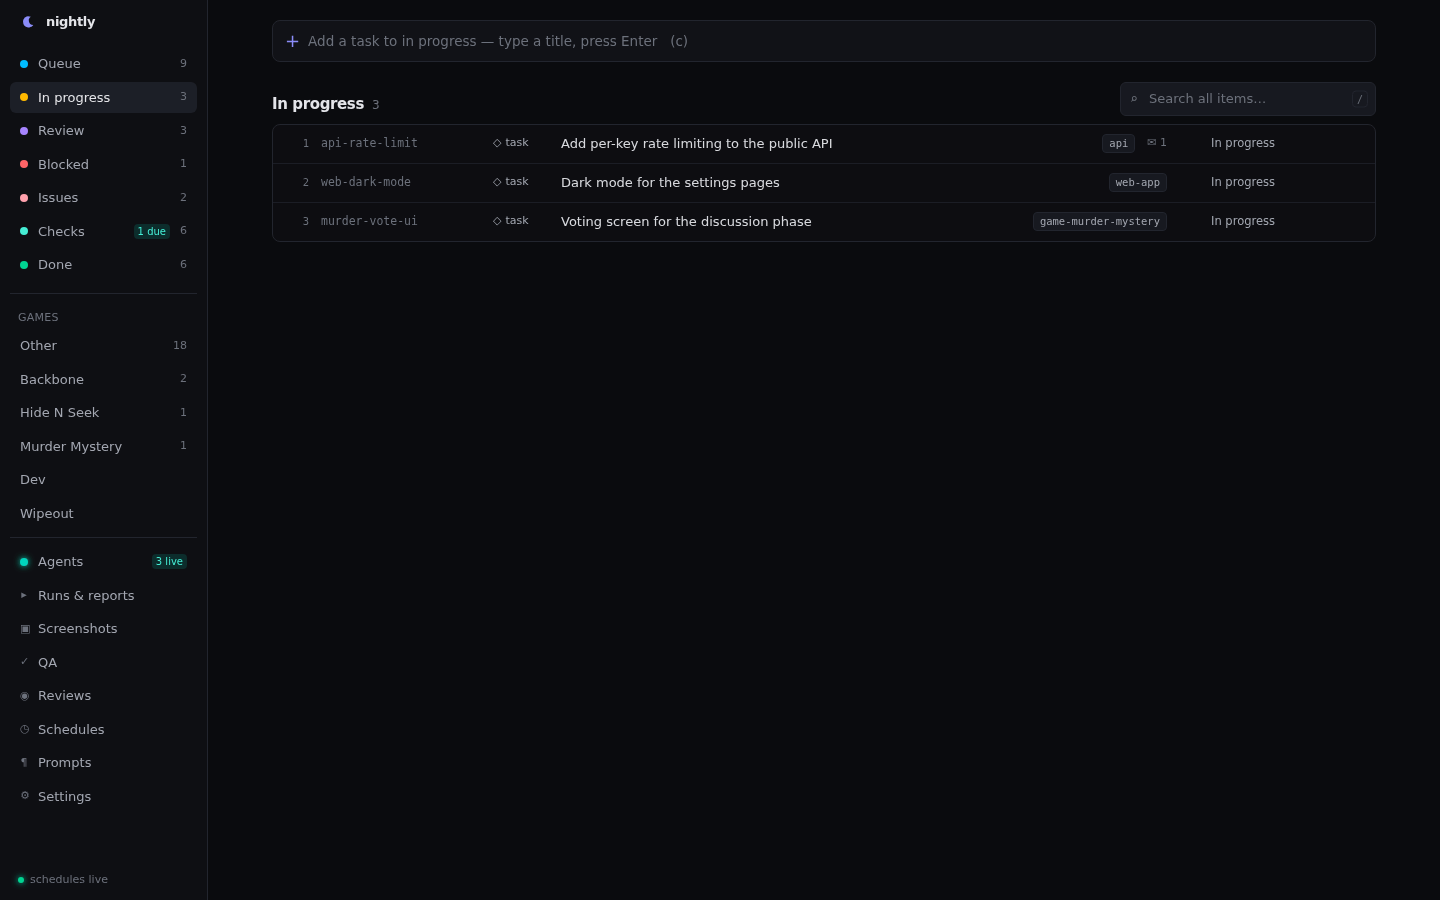 nightly
Queue 9
In progress 3
Review 3
Blocked 1
Issues 2
Checks 1 due 6
Done 6
GAMES
Other 18
Backbone 2
Hide N Seek 1
Murder Mystery 1
Dev
Wipeout
Agents 3 live
Runs & reports
Screenshots
QA
Reviews
Schedules
Prompts
Settings
schedules live
+ Add a task to in progress — type a title, press Enter (c)
In progress 3
Search all items… /
1 api-rate-limit ◇ task Add per-key rate limiting to the public API api ✉ 1 In progress
2 web-dark-mode ◇ task Dark mode for the settings pages web-app In progress
3 murder-vote-ui ◇ task Voting screen for the discussion phase game-murder-mystery In progress